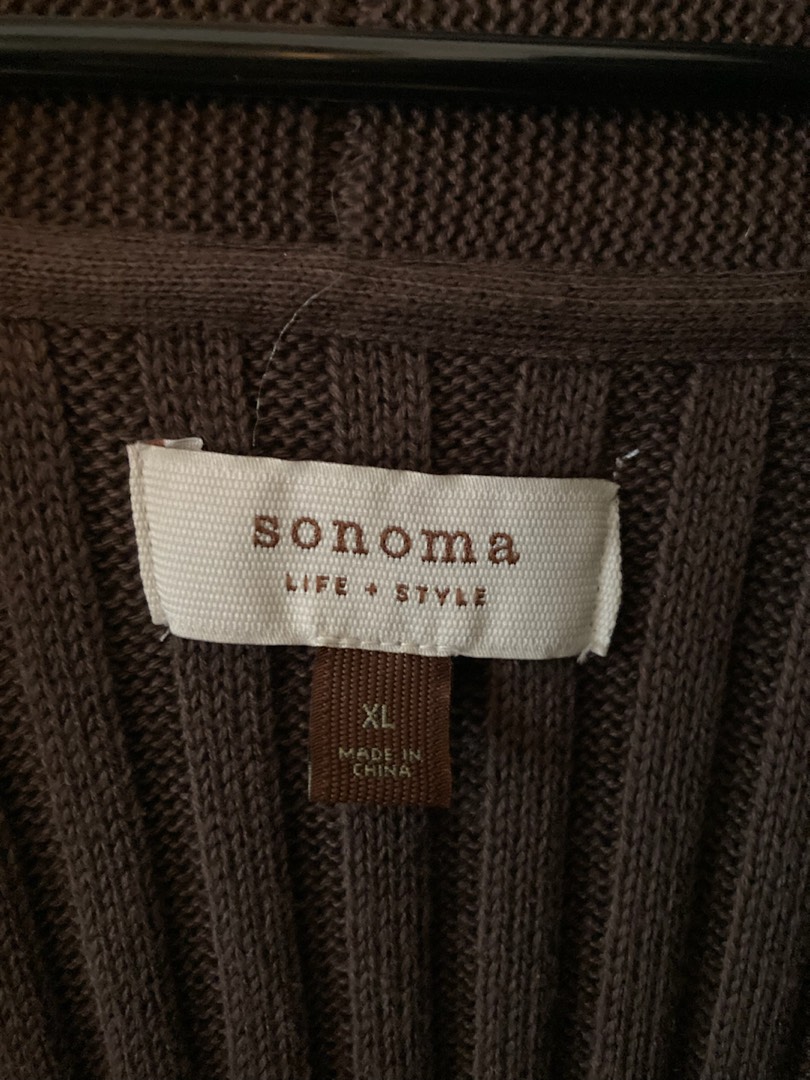 sonoma
LIFE + STYLE
XL
MADE IN
CHINA